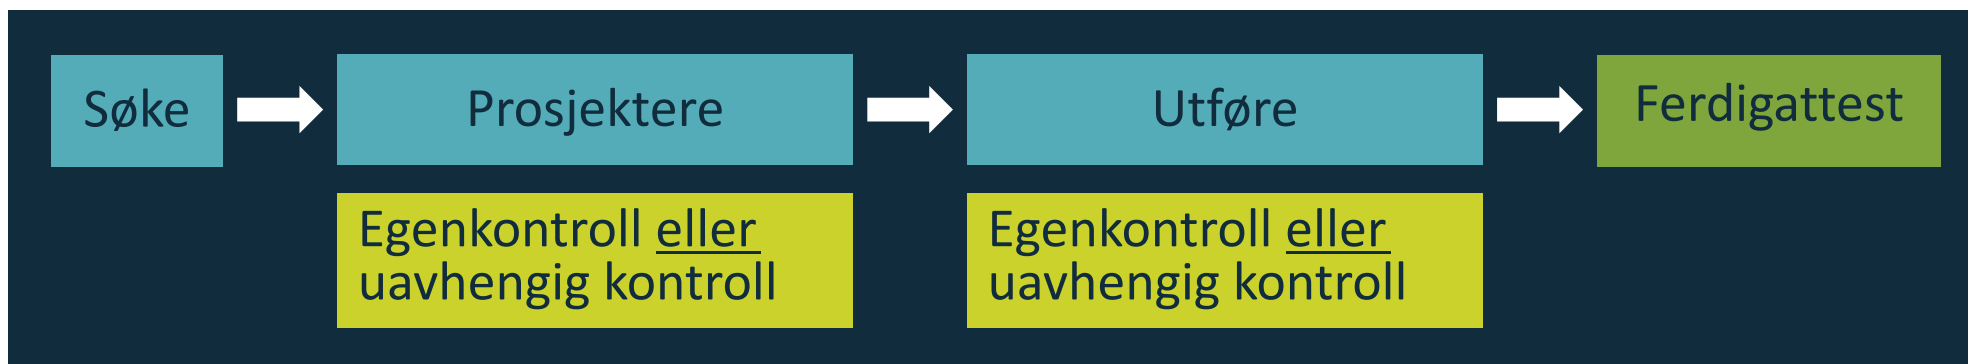 Søke
Prosjektere
Utføre
Ferdigattest
Egenkontroll eller
uavhengig kontroll
Egenkontroll eller
uavhengig kontroll